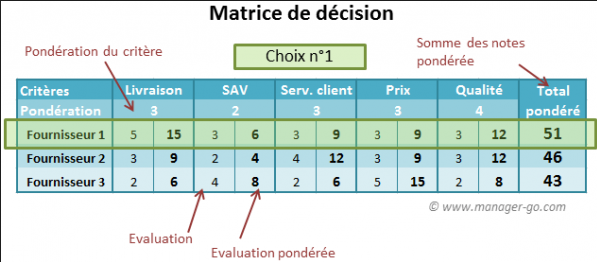 Matrice de décision
Pondération du critère
Choix n°1
Somme des notes
pondérée
Critères Livraison SAV Serv. client Prix Qualité Total
Pondération 3 2 3 3 4 pondéré
Fournisseur 1 5 15 3 6 3 9 3 9 3 12 51
Fournisseur 2 3 9 2 4 4 12 3 9 3 12 46
Fournisseur 3 2 6 4 8 2 6 5 15 2 8 43
© www.manager-go.com
Evaluation
Evaluation pondérée